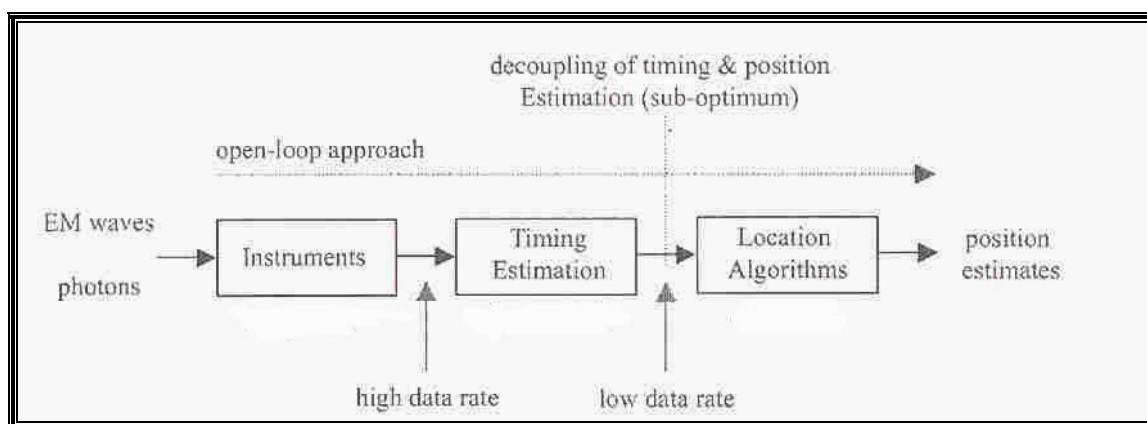 decoupling of timing & position
Estimation (sub-optimum)
open-loop approach
EM waves
photons
Instruments
Timing
Estimation
Location
Algorithms
position
estimates
high data rate
low data rate